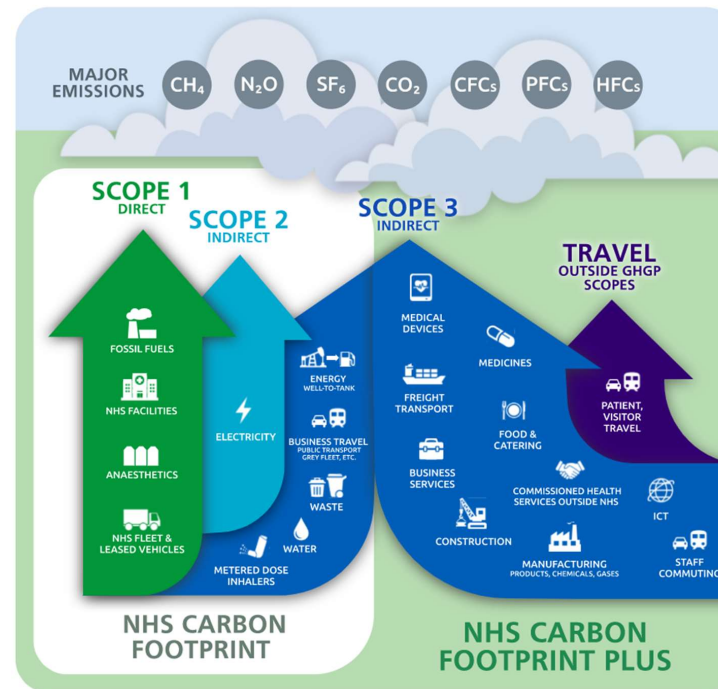 MAJOR
EMISSIONS
CH₄
N₂O
SF₆
CO₂
CFCs
PFCs
HFCs
SCOPE 1
DIRECT
SCOPE 2
INDIRECT
SCOPE 3
INDIRECT
TRAVEL
OUTSIDE GHGP
SCOPES
FOSSIL FUELS
NHS FACILITIES
ANAESTHETICS
NHS FLEET &
LEASED VEHICLES
ELECTRICITY
ENERGY
WELL-TO-TANK
BUSINESS TRAVEL
PUBLIC TRANSPORT
GREY FLEET, ETC.
WASTE
WATER
METERED DOSE
INHALERS
MEDICAL
DEVICES
MEDICINES
FREIGHT
TRANSPORT
FOOD &
CATERING
BUSINESS
SERVICES
COMMISSIONED HEALTH
SERVICES OUTSIDE NHS
CONSTRUCTION
MANUFACTURING
PRODUCTS, CHEMICALS, GASES
PATIENT,
VISITOR
TRAVEL
ICT
STAFF
COMMUTING
NHS CARBON
FOOTPRINT
NHS CARBON
FOOTPRINT PLUS